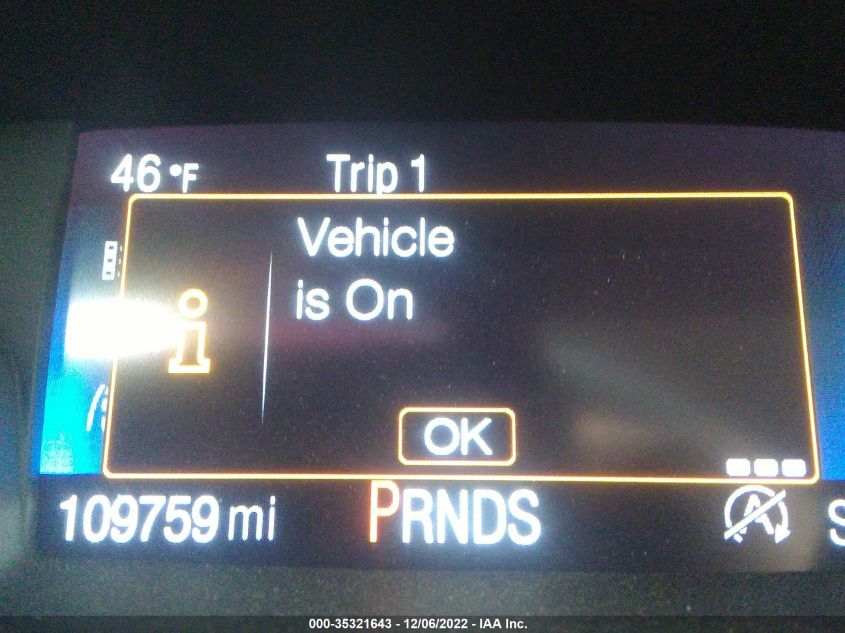 46 °F Trip 1
Vehicle
is On
OK
109759 mi PRNDS A S
000-35321643 - 12/06/2022 - IAA Inc.